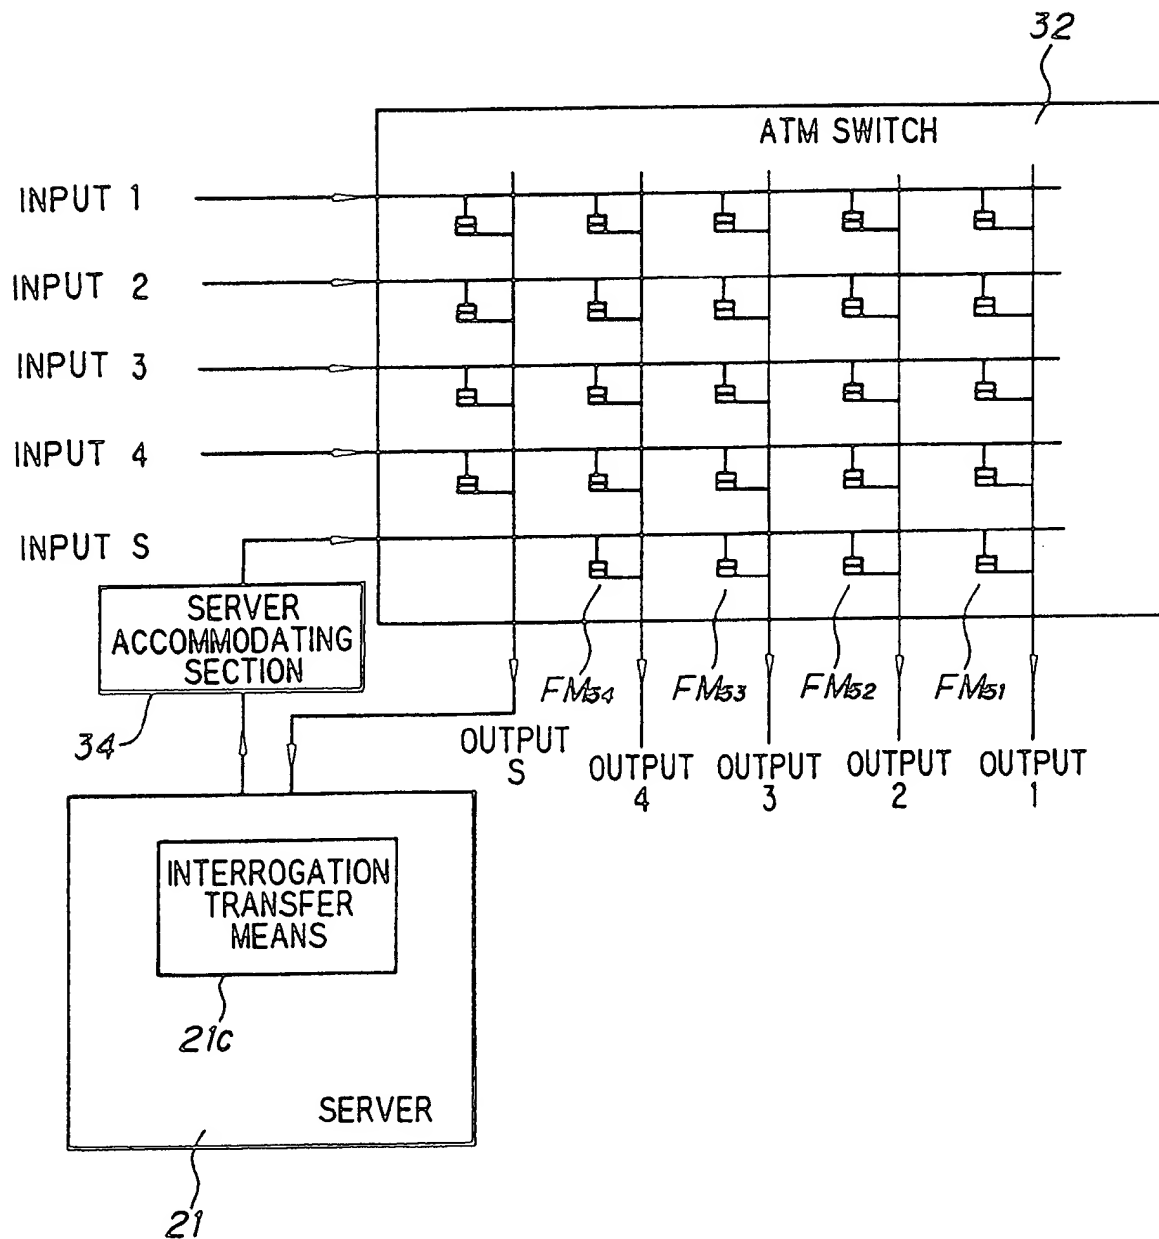 32
ATM SWITCH
INPUT 1
INPUT 2
INPUT 3
INPUT 4
INPUT S
SERVER
ACCOMMODATING
SECTION
34
FM54
FM53
FM52
FM51
OUTPUT
S
OUTPUT
4
OUTPUT
3
OUTPUT
2
OUTPUT
1
INTERROGATION
TRANSFER
MEANS
21c
SERVER
21